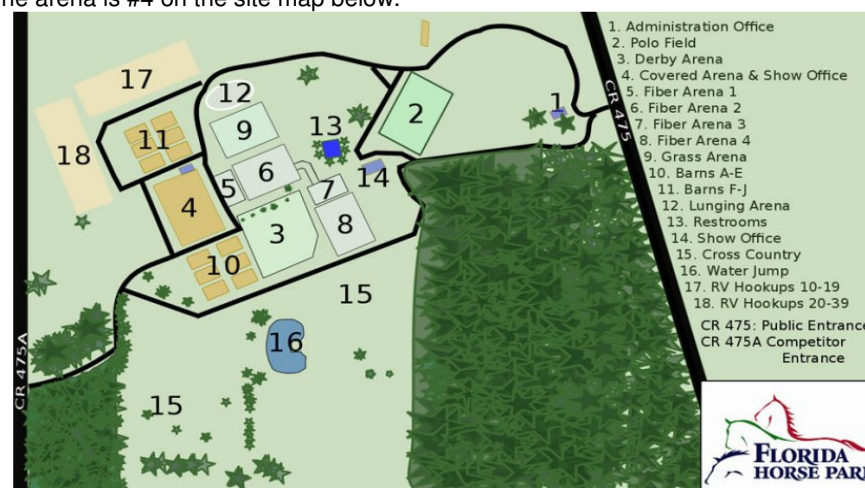 he arena is #4 on the site map below.
1. Administration Office
2. Polo Field
3. Derby Arena
4. Covered Arena & Show Office
5. Fiber Arena 1
6. Fiber Arena 2
7. Fiber Arena 3
8. Fiber Arena 4
9. Grass Arena
10. Barns A-E
11. Barns F-J
12. Lunging Arena
13. Restrooms
14. Show Office
15. Cross Country
16. Water Jump
17. RV Hookups 10-19
18. RV Hookups 20-39
CR 475: Public Entrance
CR 475A Competitor
Entrance
17
12
18
11
9
13
2
1
CR 475
6
5
14
7
4
3
8
10
15
16
CR 475A
15
FLORIDA
HORSE PARK